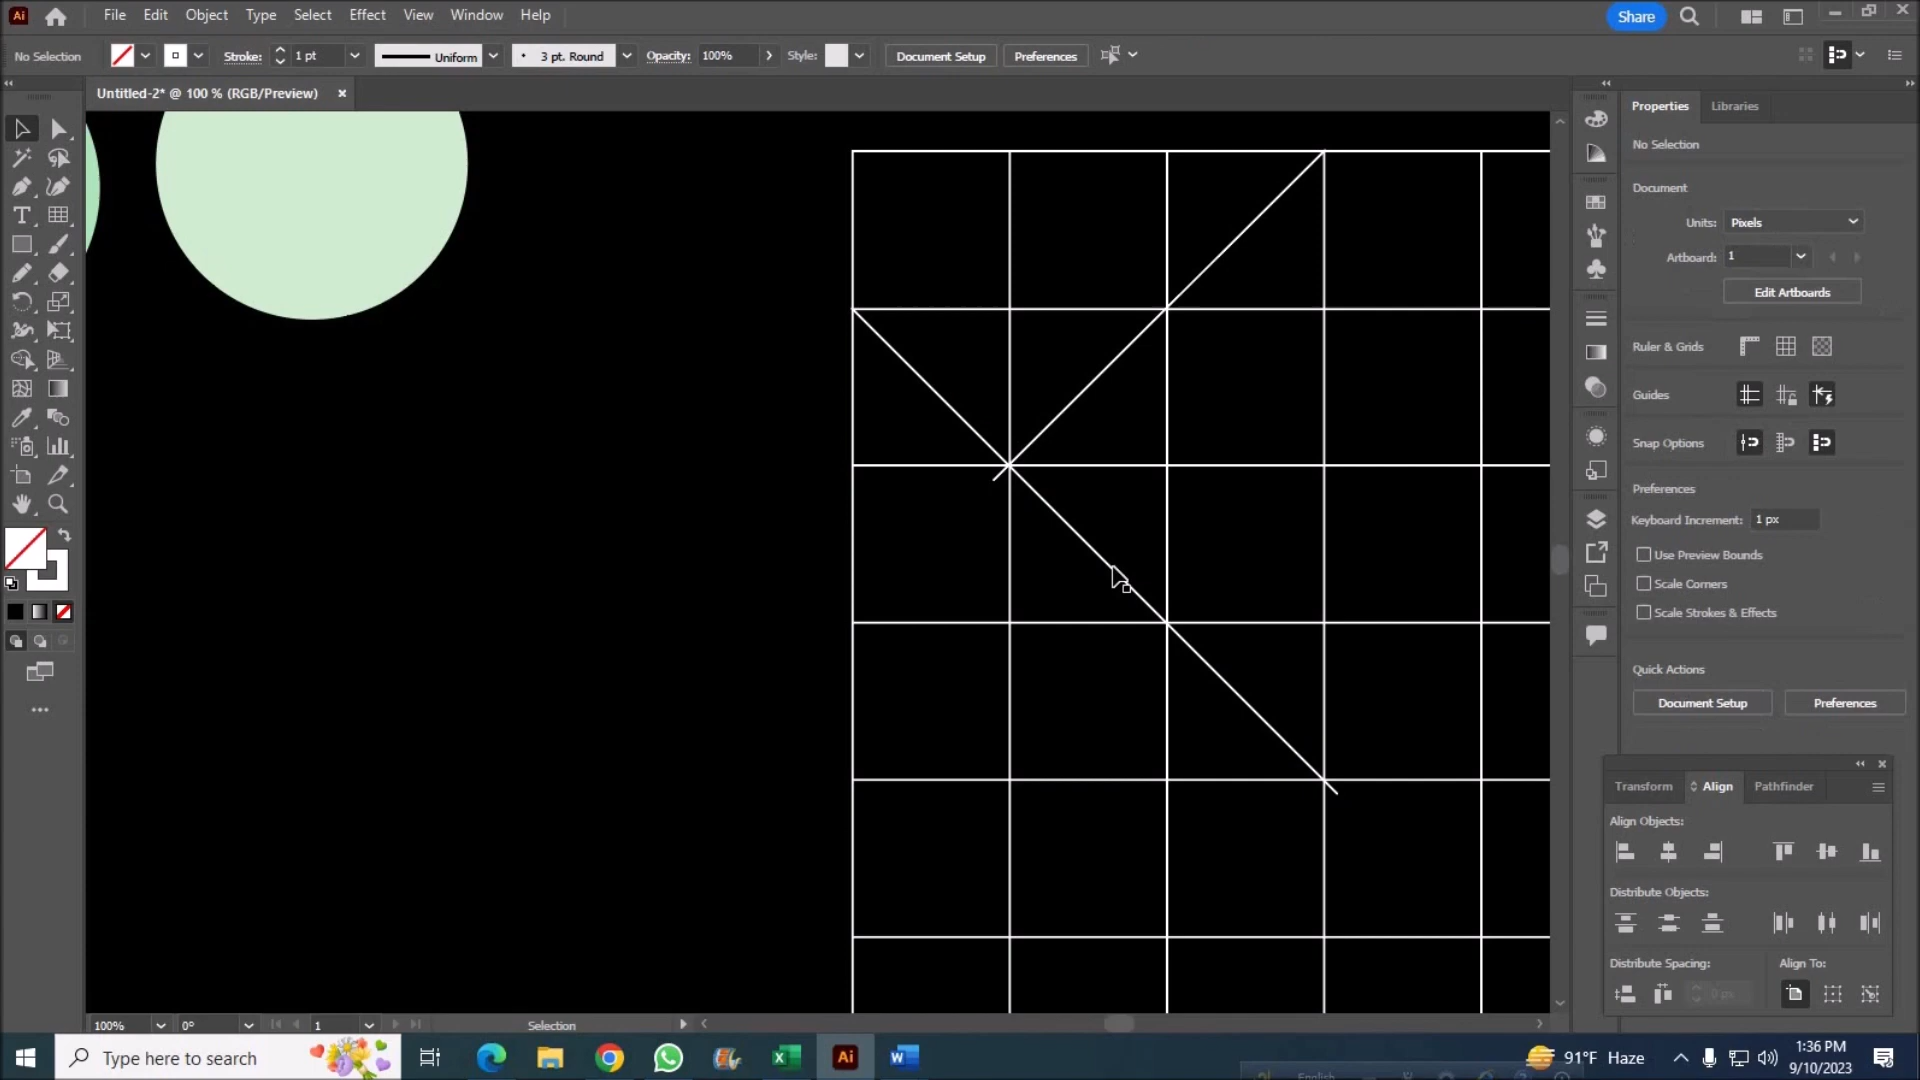 Ai File Edit Object Type Select Effect View Window Help Share
No Selection Stroke: 1 pt Uniform 3 pt. Round Opacity: 100% Style: Document Setup Preferences
Untitled-2* @ 100 % (RGB/Preview)
Properties Libraries
No Selection
Document
Units: Pixels
Artboard: 1
Edit Artboards
Ruler & Grids
Guides
Snap Options
Preferences
Keyboard Increment: 1 px
Use Preview Bounds
Scale Corners
Scale Strokes & Effects
Quick Actions
Document Setup Preferences
Transform Align Pathfinder
Align Objects:
Distribute Objects:
Distribute Spacing: Align To:
0 px
100% 0° 1 Selection
Type here to search
Ai
91°F Haze
1:36 PM
9/10/2023
English